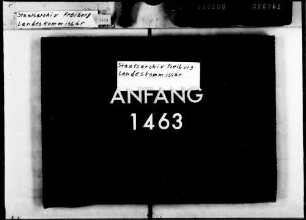 Staatsarchiv Freiburg
Landeskommissär
Staatsarchiv Freiburg
Landeskommissär
ANFANG
1463